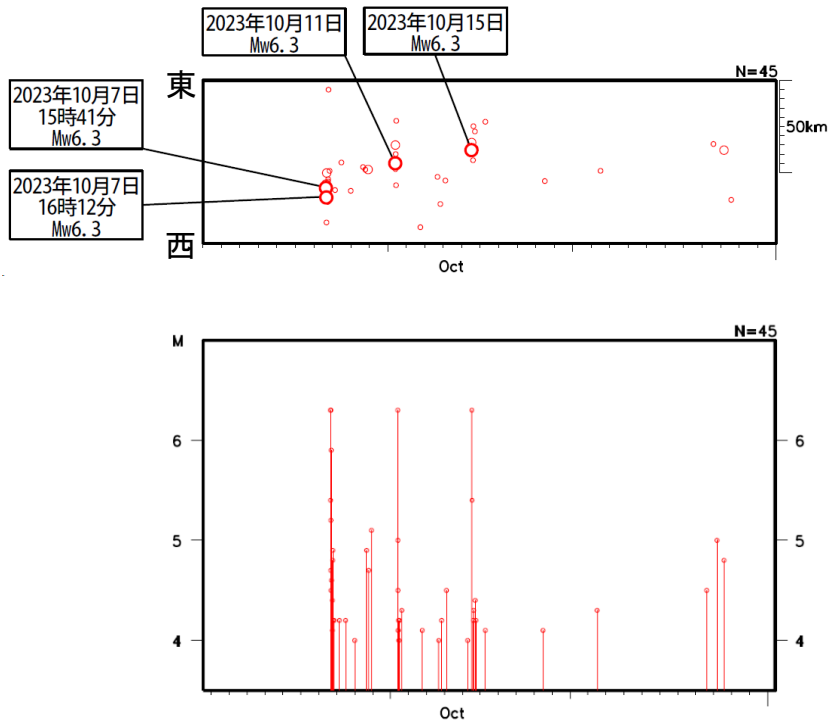 2023年10月11日
Mw6.3
2023年10月15日
Mw6.3
2023年10月7日
15時41分
Mw6.3
2023年10月7日
16時12分
Mw6.3
東
西
N=45
50km
Oct
N=45
M
6
5
4
6
5
4
Oct